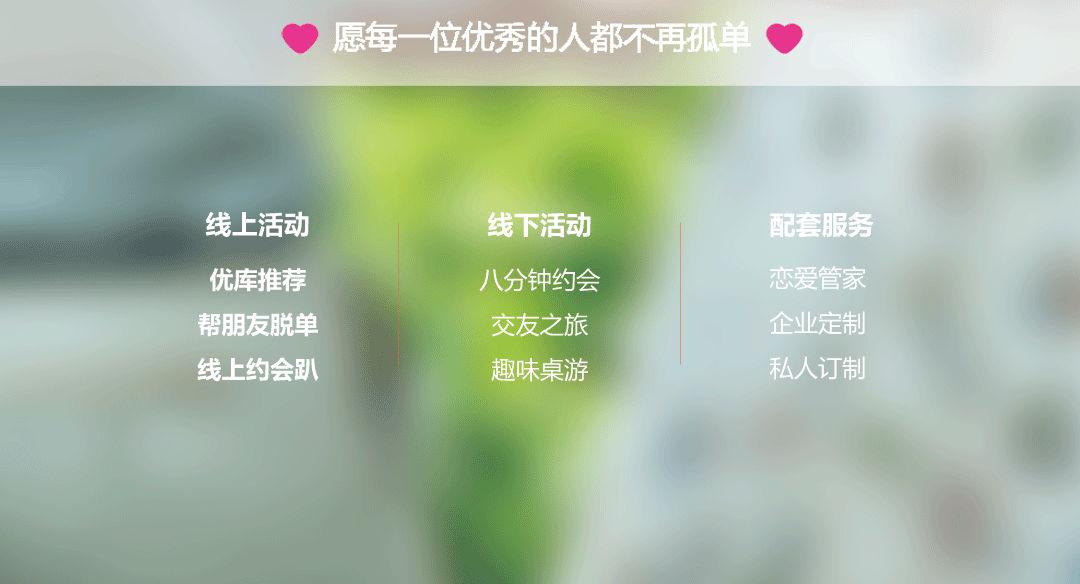 愿每一位优秀的人都不再孤单
线上活动
优库推荐
帮朋友脱单
线上约会趴
线下活动
八分钟约会
交友之旅
趣味桌游
配套服务
恋爱管家
企业定制
私人订制